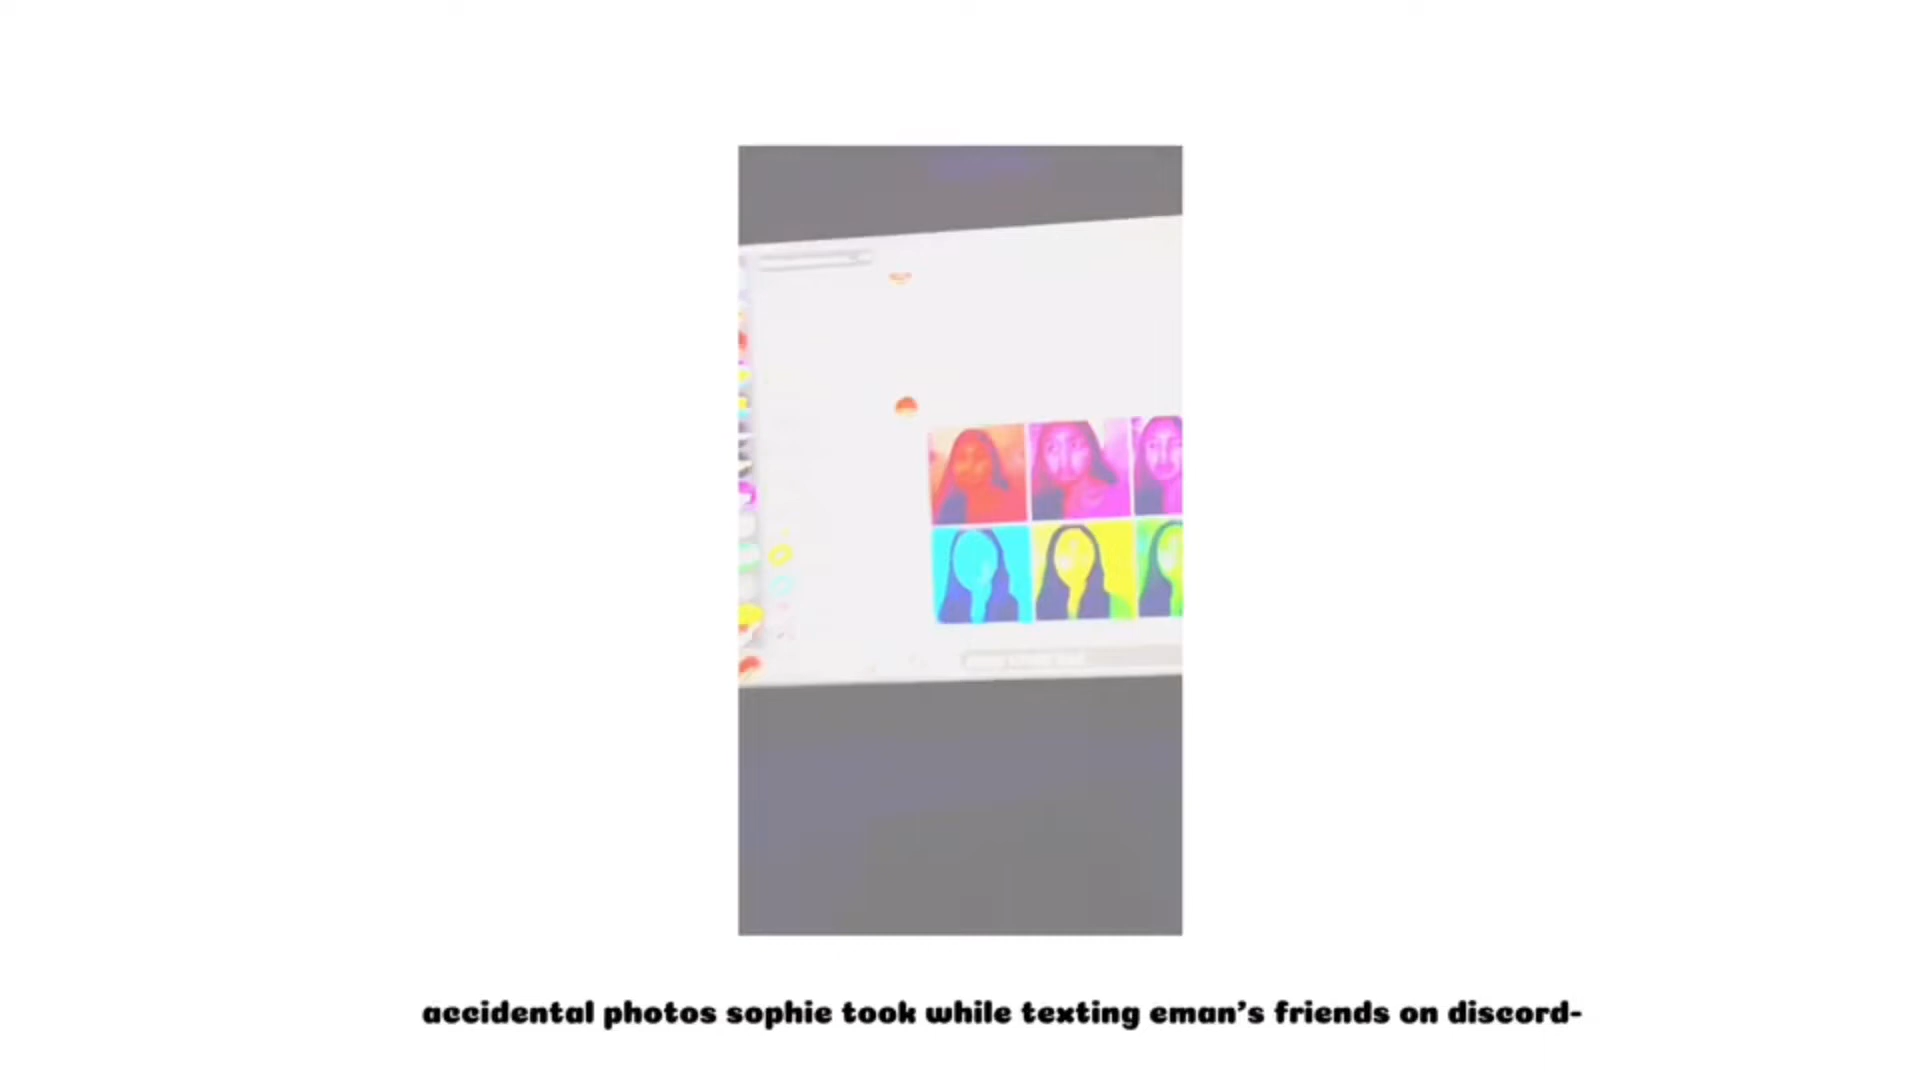 accidental photos sophie took while texting eman's friends on discord-